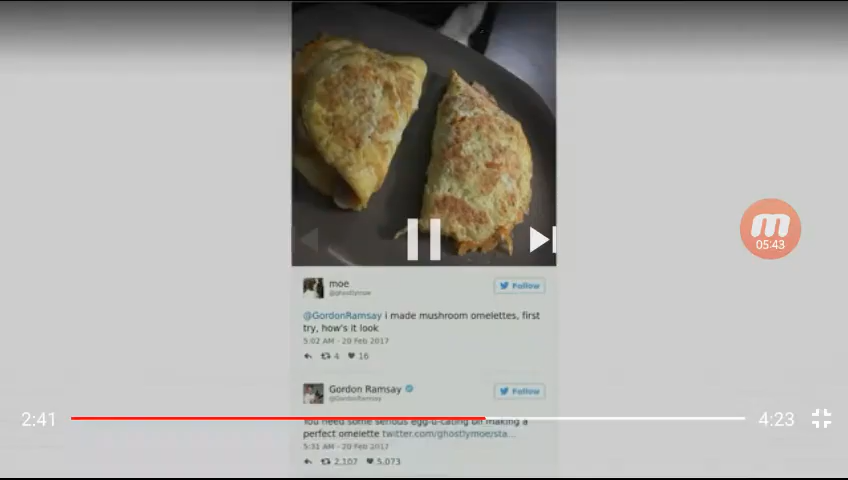 m
05:43
moe
@ghostlymoe
Follow
@GordonRamsay i made mushroom omelettes, first
try, how's it look
5:02 AM - 20 Feb 2017
4 16
Gordon Ramsay
@GordonRamsay
Follow
2:41
4:23
You need some serious egg-u-cating on making a
perfect omelette twitter.com/ghostlymoe/sta...
5:31 AM - 20 Feb 2017
2,107 5,073